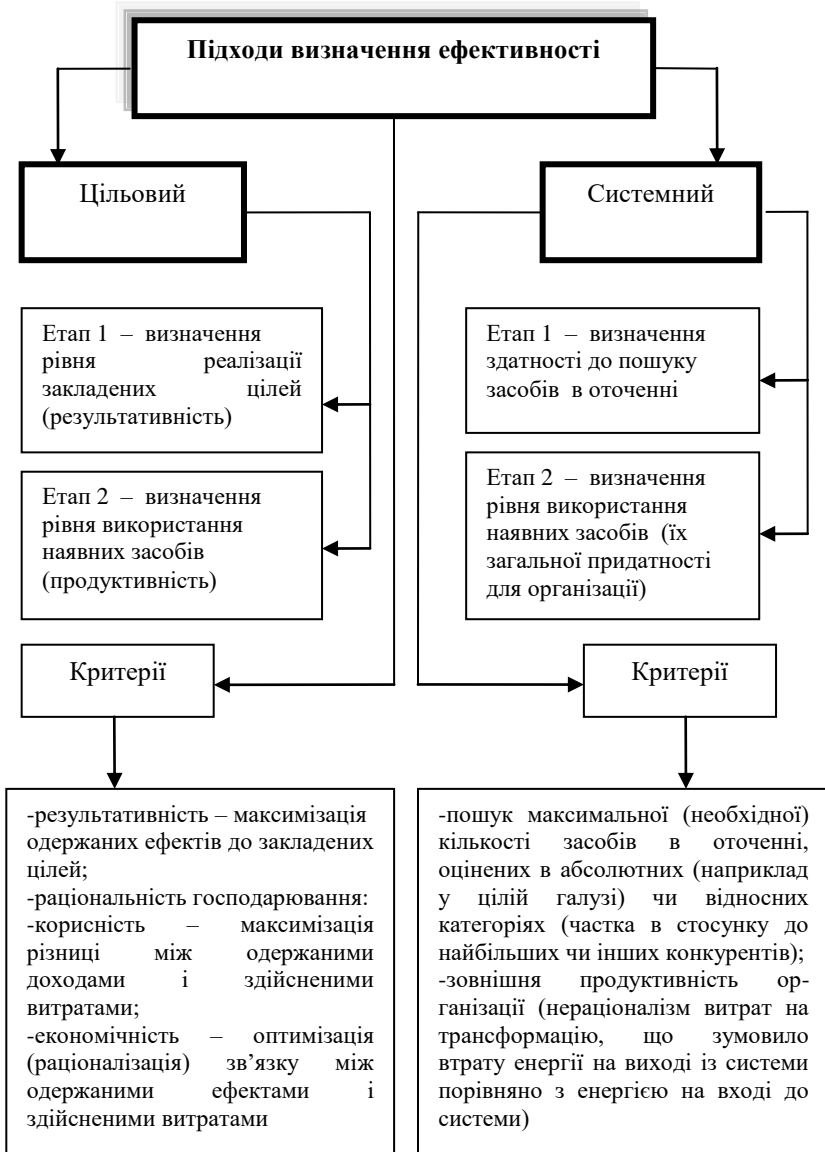 Підходи визначення ефективності
Цільовий
Системний
Етап 1 – визначення
рівня реалізації
закладених цілей
(результативність)
Етап 1 – визначення
здатності до пошуку
засобів в оточенні
Етап 2 – визначення
рівня використання
наявних засобів
(продуктивність)
Етап 2 – визначення
рівня використання
наявних засобів (їх
загальної придатності
для організації)
Критерії
Критерії
-результативність – максимізація
одержаних ефектів до закладених
цілей;
-раціональність господарювання:
-корисність – максимізація
різниці між одержаними
доходами і здійсненими
витратами;
-економічність – оптимізація
(раціоналізація) зв’язку між
одержаними ефектами і
здійсненими витратами
-пошук максимальної (необхідної)
кількості засобів в оточенні,
оцінених в абсолютних (наприклад
у цілій галузі) чи відносних
категоріях (частка в стосунку до
найбільших чи інших конкурентів);
-зовнішня продуктивність ор-
ганізації (нераціоналізм витрат на
трансформацію, що зумовило
втрату енергії на виході із системи
порівняно з енергією на вході до
системи)